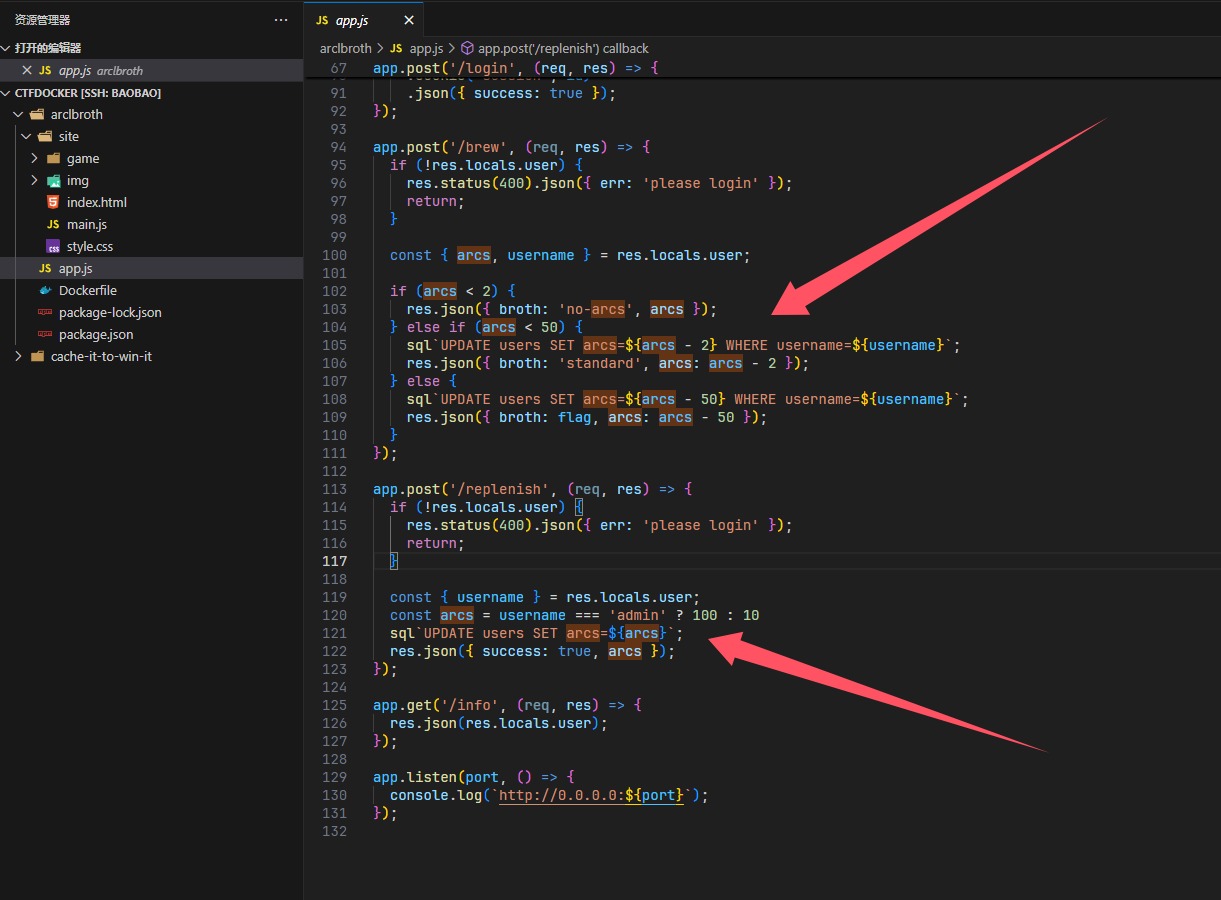 资源管理器
···
打开的编辑器
JS app.js arclbroth
CTFDOCKER [SSH: BAOBAO]
arclbroth
site
game
img
index.html
JS main.js
css style.css
JS app.js
Dockerfile
package-lock.json
package.json
cache-it-to-win-it
JS app.js
arclbroth > JS app.js > app.post('/replenish') callback
67 app.post('/login', (req, res) => {
91 .json({ success: true });
92 });
93
94 app.post('/brew', (req, res) => {
95 if (!res.locals.user) {
96 res.status(400).json({ err: 'please login' });
97 return;
98 }
99
100 const { arcs, username } = res.locals.user;
101
102 if (arcs < 2) {
103 res.json({ broth: 'no-arcs', arcs });
104 } else if (arcs < 50) {
105 sql`UPDATE users SET arcs=${arcs - 2} WHERE username=${username}`;
106 res.json({ broth: 'standard', arcs: arcs - 2 });
107 } else {
108 sql`UPDATE users SET arcs=${arcs - 50} WHERE username=${username}`;
109 res.json({ broth: flag, arcs: arcs - 50 });
110 }
111 });
112
113 app.post('/replenish', (req, res) => {
114 if (!res.locals.user) {
115 res.status(400).json({ err: 'please login' });
116 return;
117 }
118
119 const { username } = res.locals.user;
120 const arcs = username === 'admin' ? 100 : 10
121 sql`UPDATE users SET arcs=${arcs}`;
122 res.json({ success: true, arcs });
123 });
124
125 app.get('/info', (req, res) => {
126 res.json(res.locals.user);
127 });
128
129 app.listen(port, () => {
130 console.log(`http://0.0.0.0:${port}`);
131 });
132